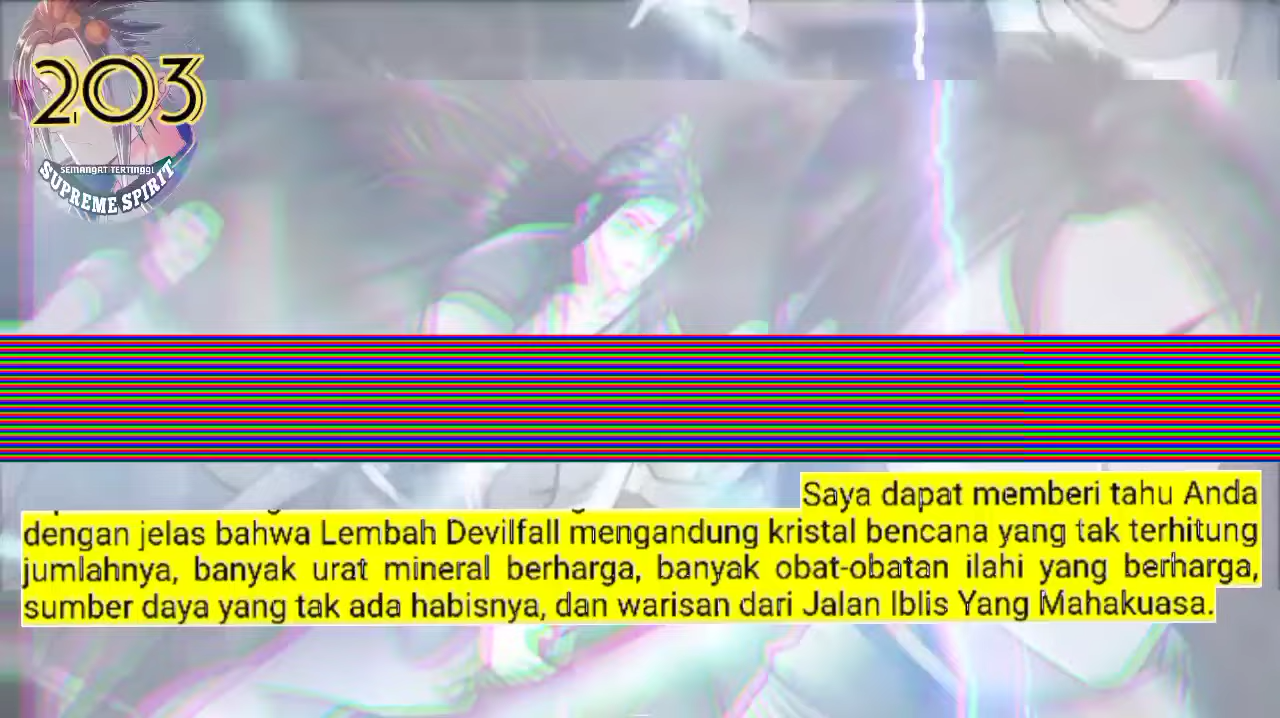 203
SEMANGAT TERTINGGI
SUPREME SPIRIT
Saya dapat memberi tahu Anda
dengan jelas bahwa Lembah Devilfall mengandung kristal bencana yang tak terhitung
jumlahnya, banyak urat mineral berharga, banyak obat-obatan ilahi yang berharga,
sumber daya yang tak ada habisnya, dan warisan dari Jalan Iblis Yang Mahakuasa.